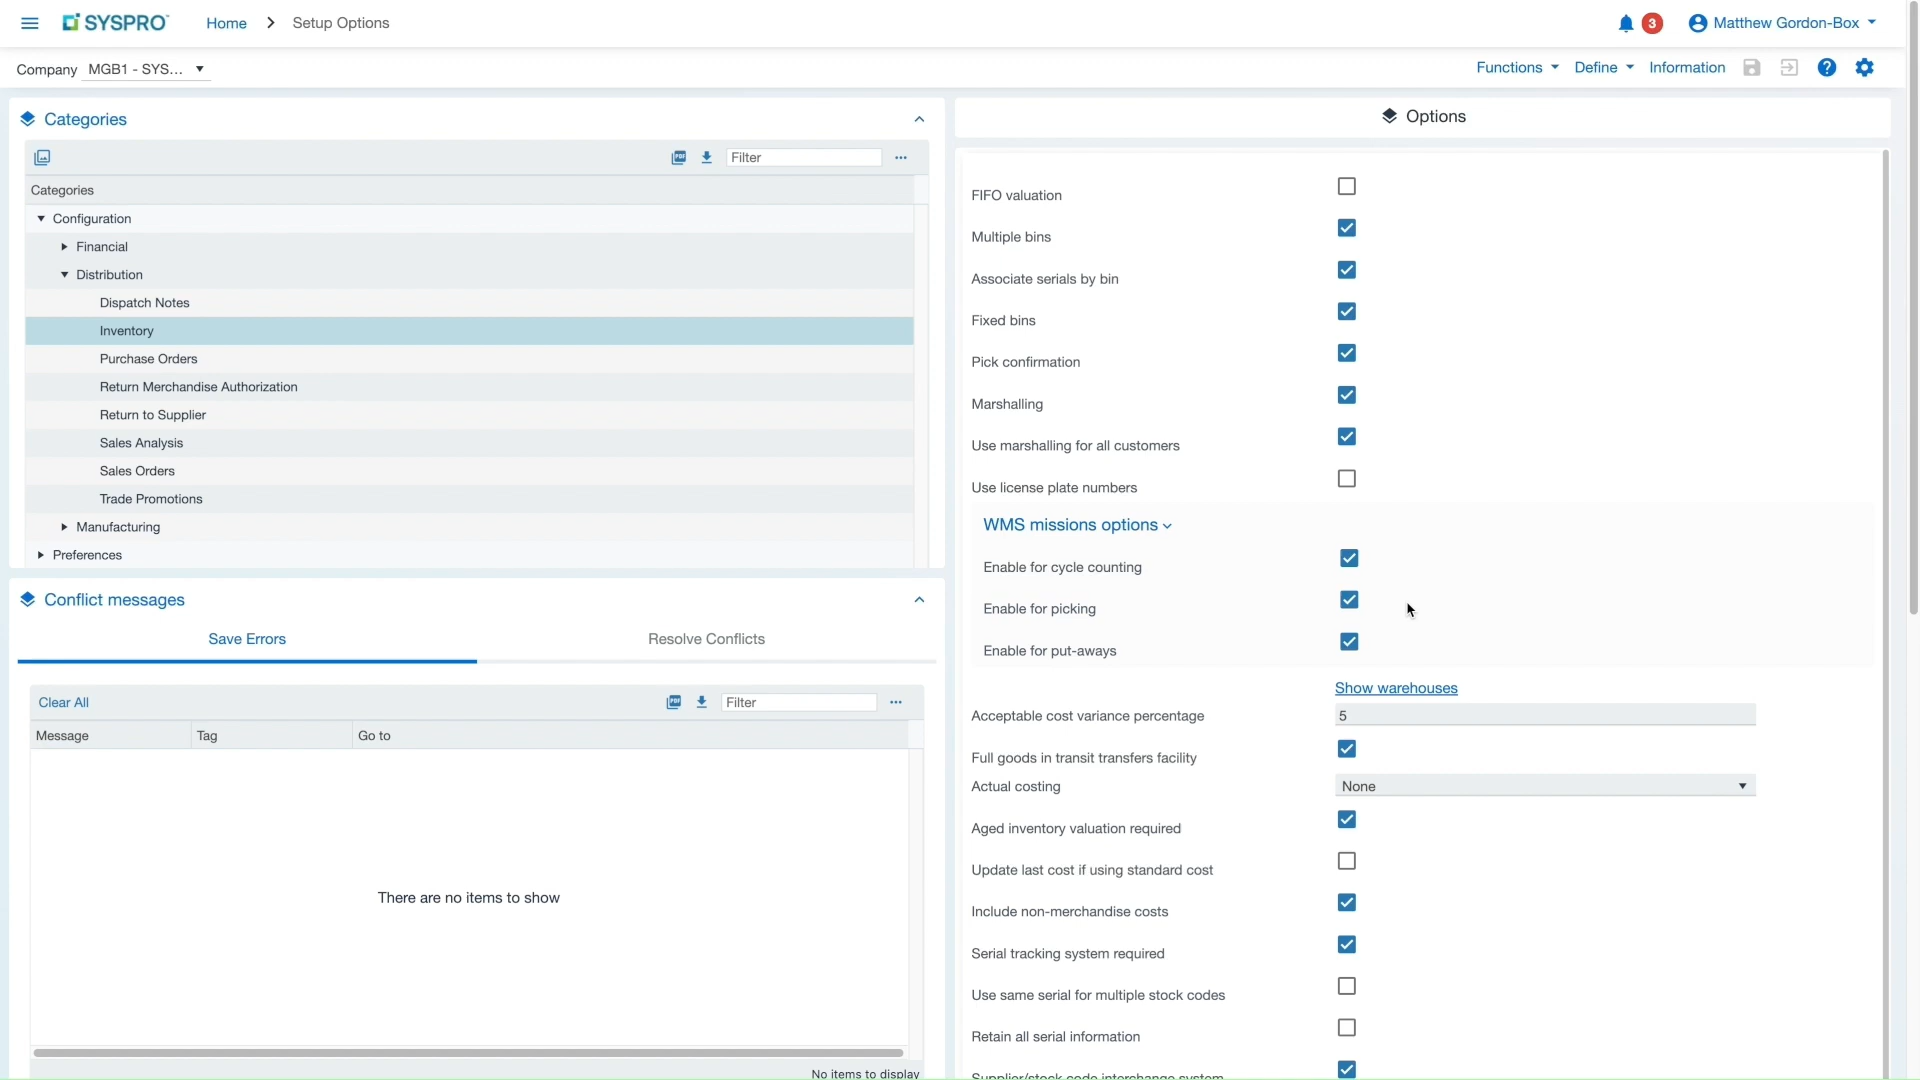 SYSPRO
Home > Setup Options
3
Matthew Gordon-Box
Company MGB1 - SYS...
Functions Define Information
Categories
Filter
Categories
Configuration
Financial
Distribution
Dispatch Notes
Inventory
Purchase Orders
Return Merchandise Authorization
Return to Supplier
Sales Analysis
Sales Orders
Trade Promotions
Manufacturing
Preferences
Conflict messages
Save Errors Resolve Conflicts
Clear All
PDF
Filter
Message Tag Go to
There are no items to show
No items to display
Options
FIFO valuation
Multiple bins
Associate serials by bin
Fixed bins
Pick confirmation
Marshalling
Use marshalling for all customers
Use license plate numbers
WMS missions options
Enable for cycle counting
Enable for picking
Enable for put-aways
Show warehouses
Acceptable cost variance percentage 5
Full goods in transit transfers facility
Actual costing None
Aged inventory valuation required
Update last cost if using standard cost
Include non-merchandise costs
Serial tracking system required
Use same serial for multiple stock codes
Retain all serial information
Supplier/stock code interchange system